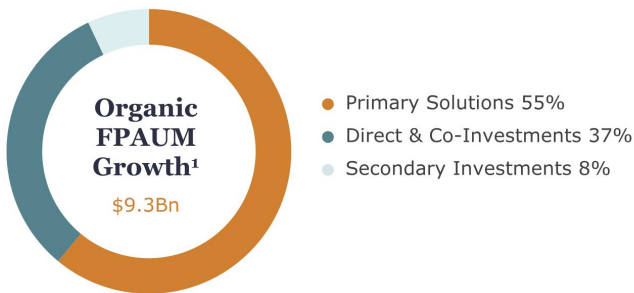 Organic
FPAUM
Growth¹
$9.3Bn
Primary Solutions 55%
Direct & Co-Investments 37%
Secondary Investments 8%